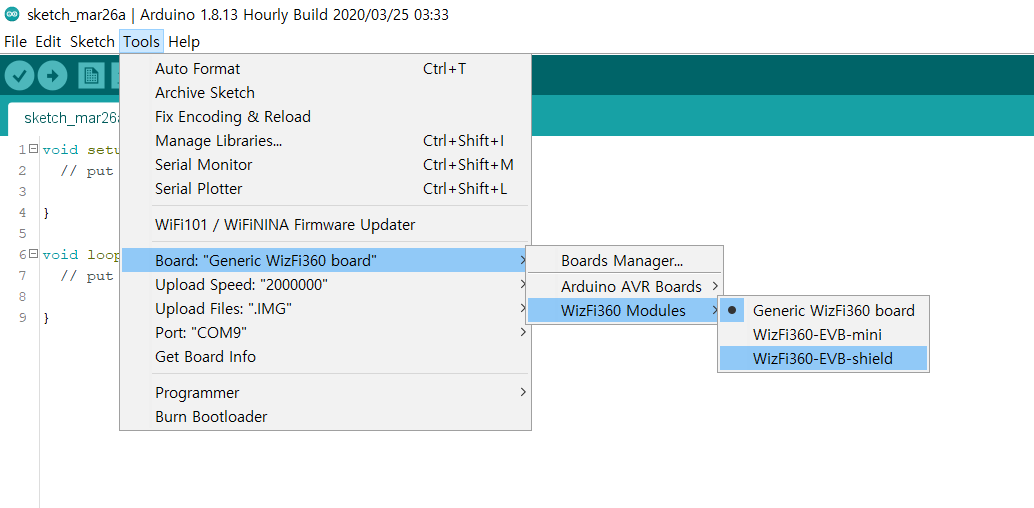 sketch_mar26a | Arduino 1.8.13 Hourly Build 2020/03/25 03:33
File Edit Sketch Tools Help
Auto Format Ctrl+T
Archive Sketch
Fix Encoding & Reload
Manage Libraries... Ctrl+Shift+I
Serial Monitor Ctrl+Shift+M
Serial Plotter Ctrl+Shift+L
WiFi101 / WiFiNINA Firmware Updater
Board: "Generic WizFi360 board"
Upload Speed: "2000000"
Upload Files: ".IMG"
Port: "COM9"
Get Board Info
Programmer
Burn Bootloader
Boards Manager...
Arduino AVR Boards
WizFi360 Modules
Generic WizFi360 board
WizFi360-EVB-mini
WizFi360-EVB-shield
sketch_mar26a
1 void setu
2 // put
3
4 }
5
6 void loop
7 // put
8
9 }